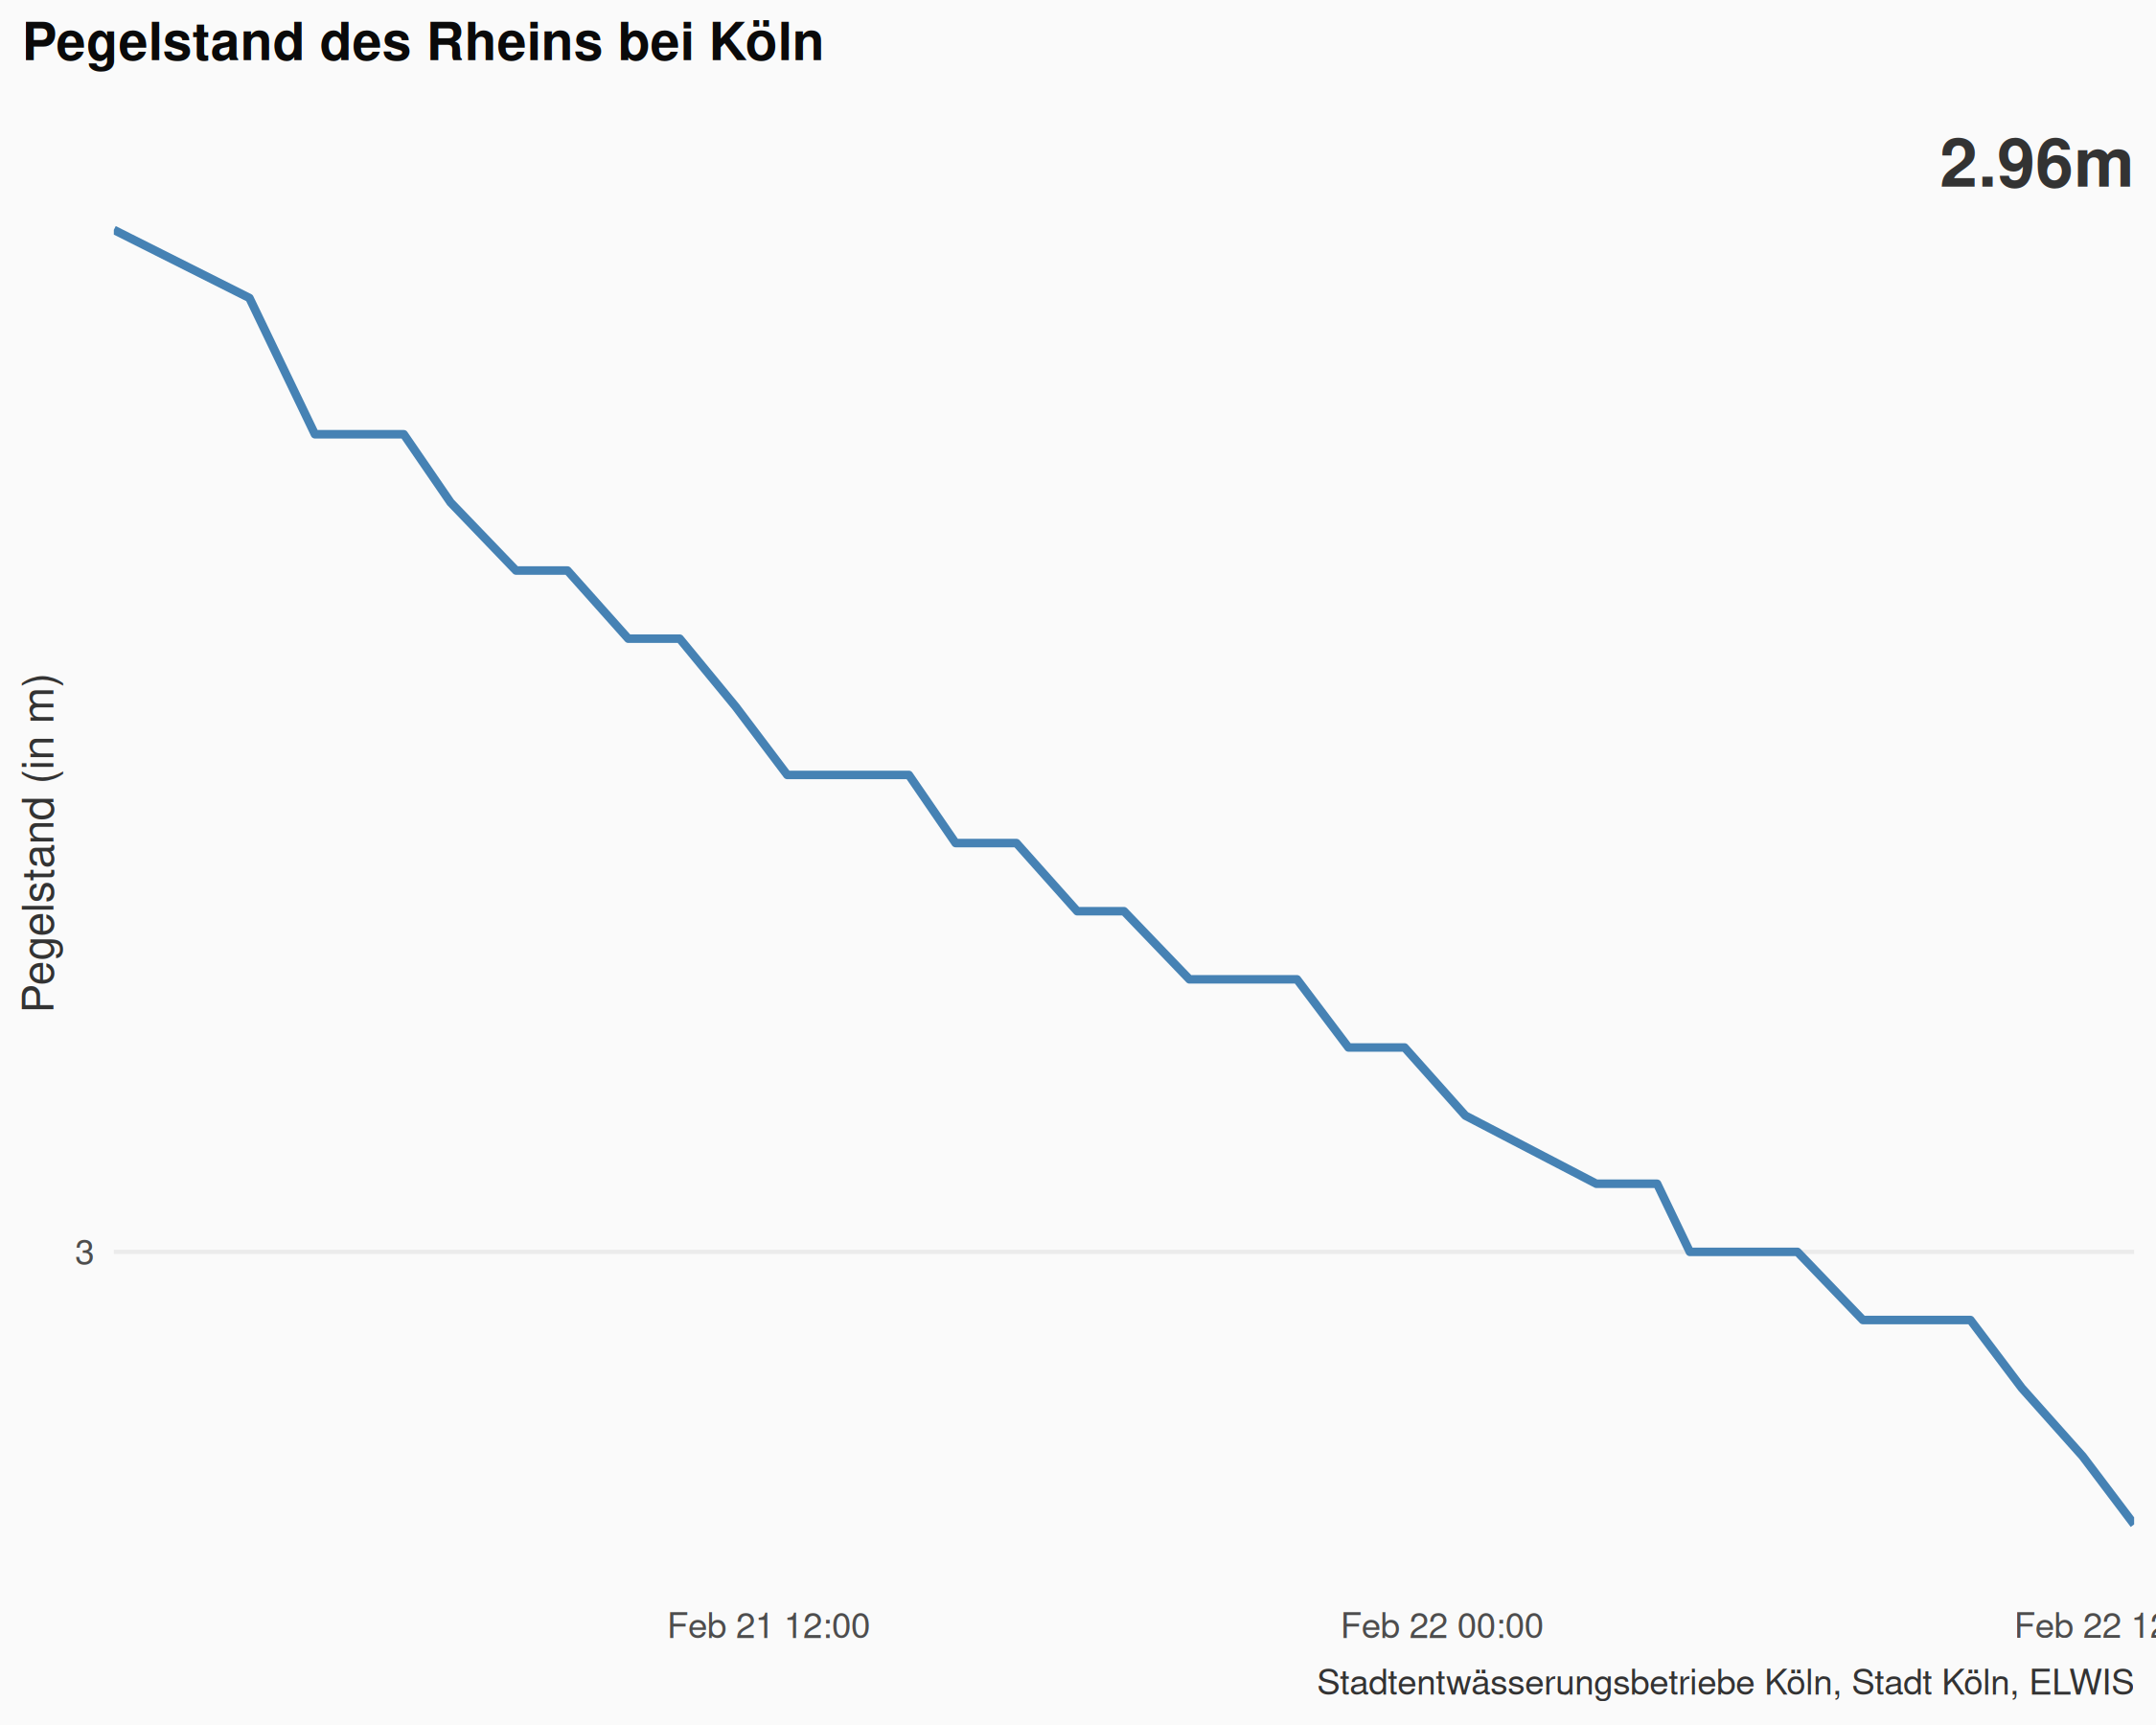 Pegelstand des Rheins bei Köln
2.96m
Pegelstand (in m)
3
Feb 21 12:00
Feb 22 00:00
Feb 22 12
Stadtentwässerungsbetriebe Köln, Stadt Köln, ELWIS